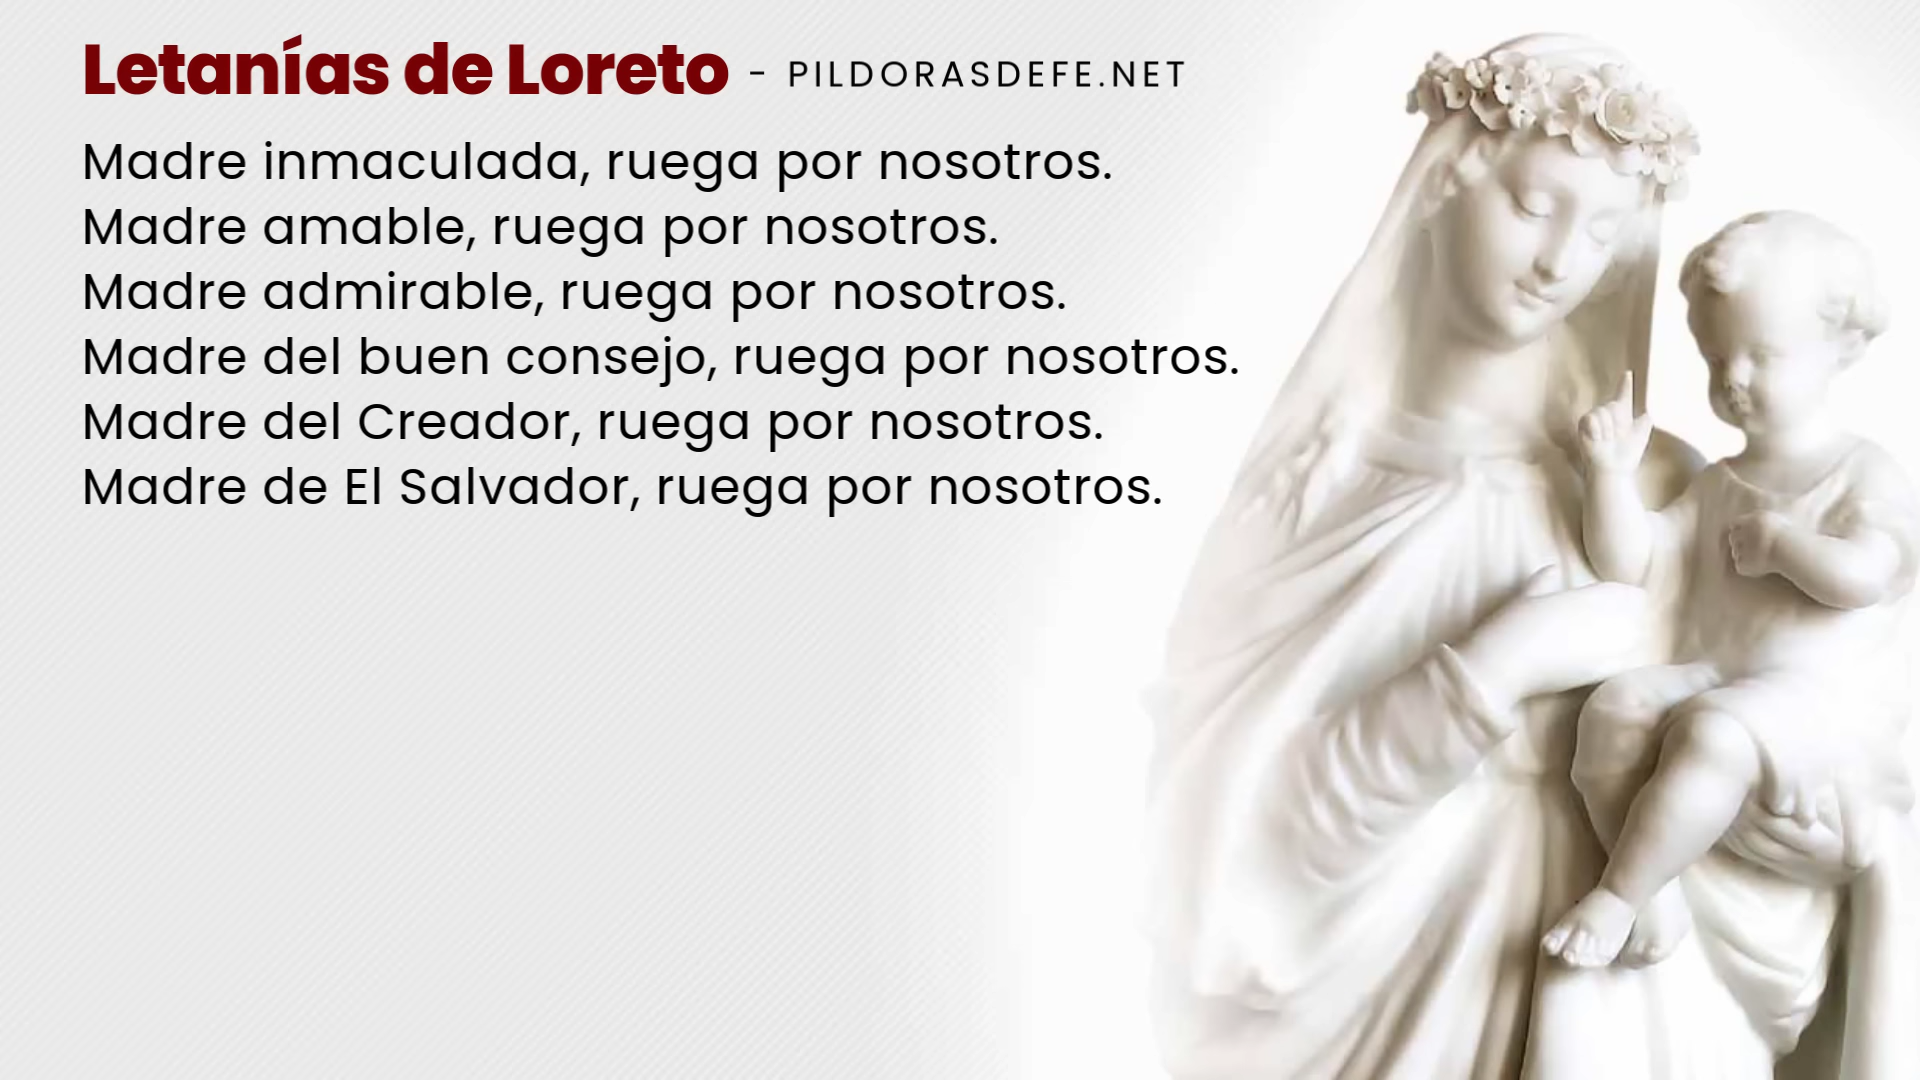 Letanías de Loreto - PILDORASDEFE.NET
Madre inmaculada, ruega por nosotros.
Madre amable, ruega por nosotros.
Madre admirable, ruega por nosotros.
Madre del buen consejo, ruega por nosotros.
Madre del Creador, ruega por nosotros.
Madre de El Salvador, ruega por nosotros.